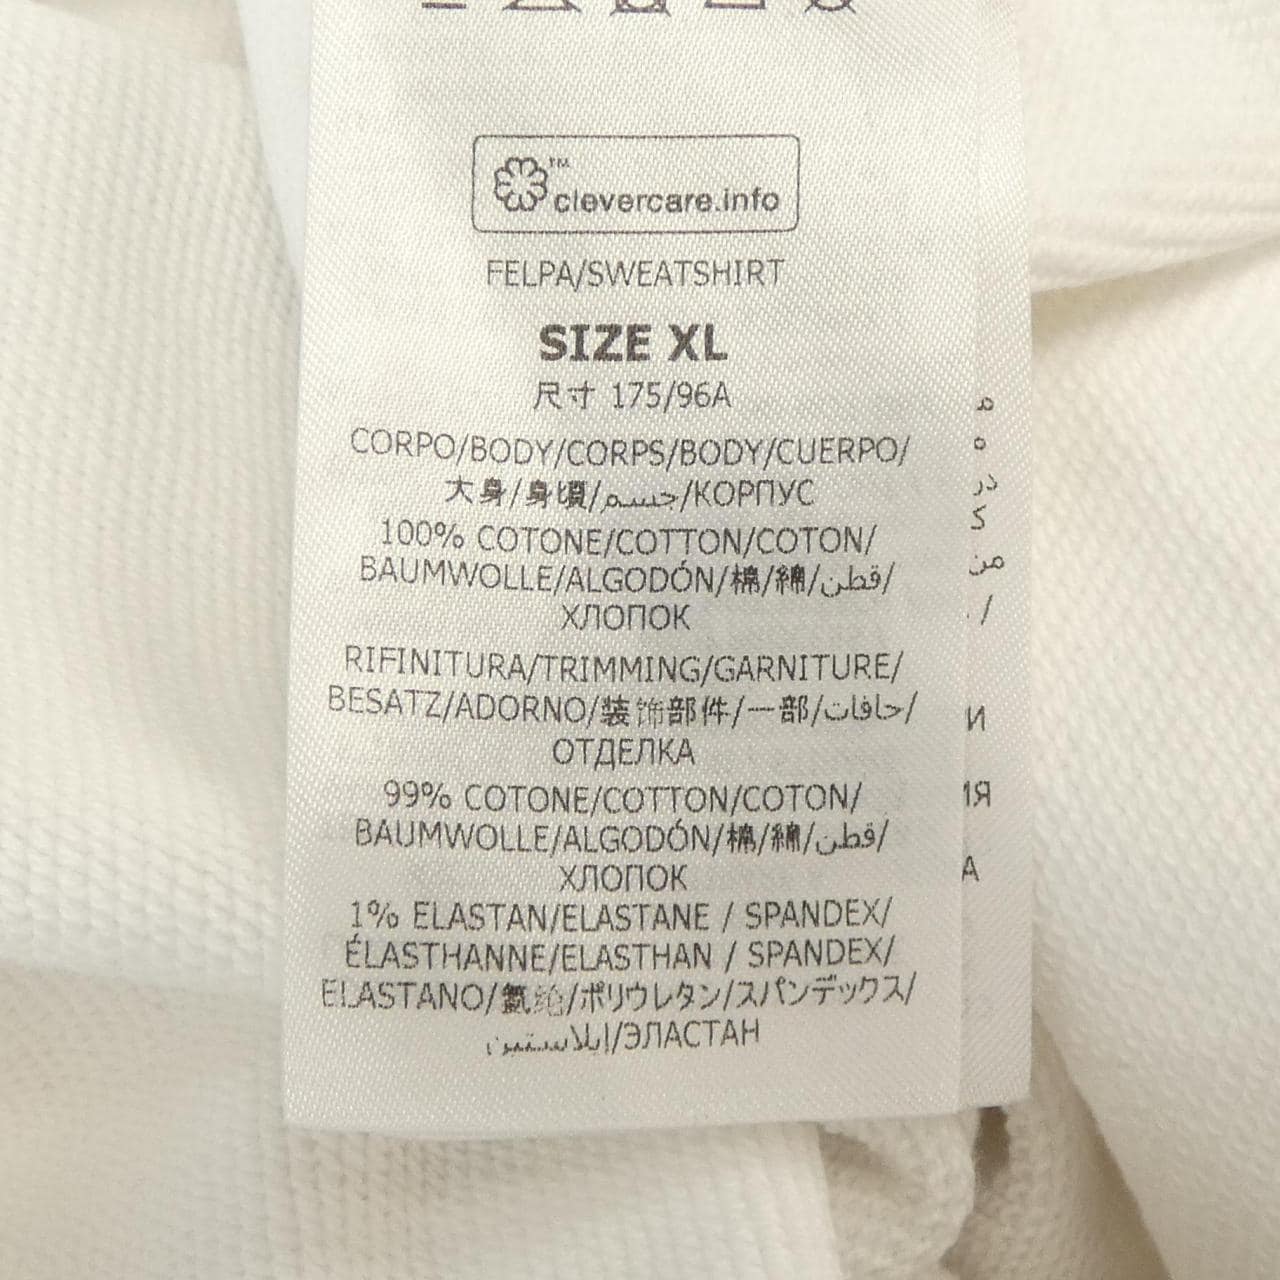 ™ clevercare.info
FELPA/SWEATSHIRT
SIZE XL
尺寸 175/96A
CORPO/BODY/CORPS/BODY/CUERPO/
大身/身頃/جسم/КОРПУС
100% COTONE/COTTON/COTON/
BAUMWOLLE/ALGODÓN/棉/綿/قطن/
ХЛОПОК
RIFINITURA/TRIMMING/GARNITURE/
BESATZ/ADORNO/装饰部件/一部/حافات/
ОТДЕЛКА
99% COTONE/COTTON/COTON/
BAUMWOLLE/ALGODÓN/棉/綿/قطن/
ХЛОПОК
1% ELASTAN/ELASTANE / SPANDEX/
ÉLASTHANNE/ELASTHAN / SPANDEX/
ELASTANO/氨纶/ポリウレタン/スパンデックス/
إيلاستين/ЭЛАСТАН